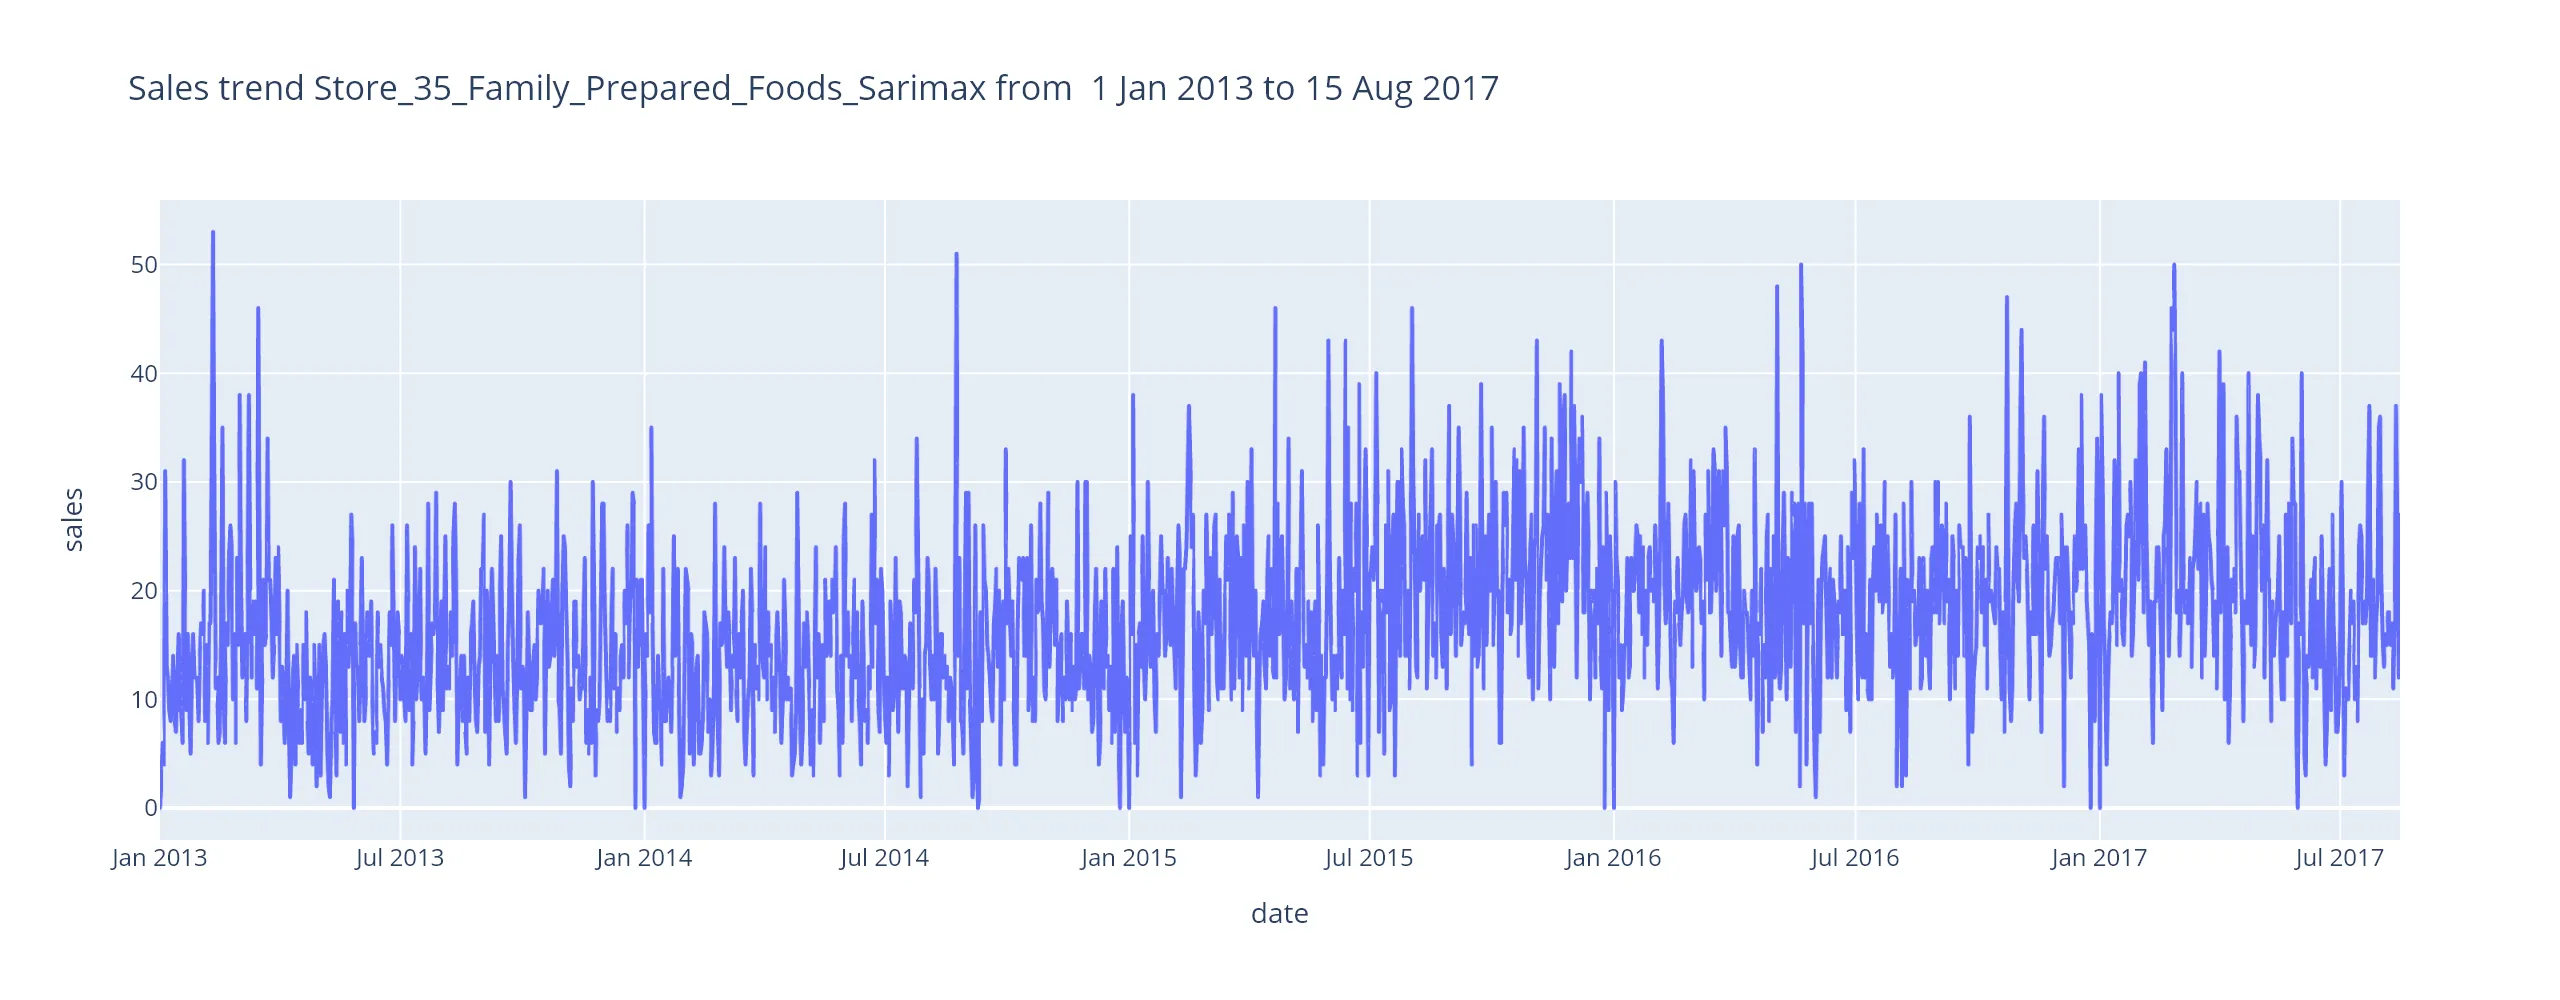 Sales trend Store_35_Family_Prepared_Foods_Sarimax from  1 Jan 2013 to 15 Aug 2017
sales
50
40
30
20
10
0
Jan 2013 Jul 2013 Jan 2014 Jul 2014 Jan 2015 Jul 2015 Jan 2016 Jul 2016 Jan 2017 Jul 2017
date